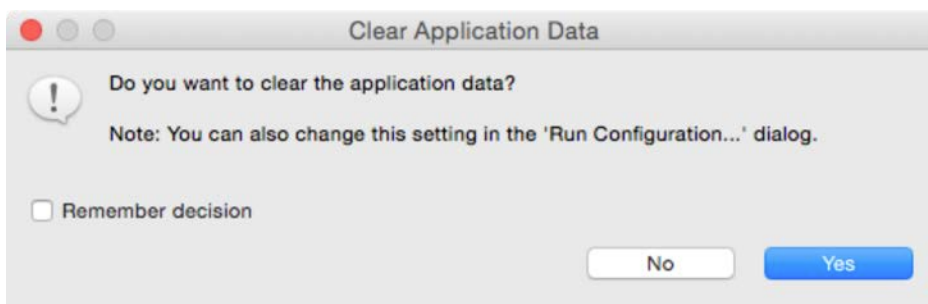 Clear Application Data
Do you want to clear the application data?
Note: You can also change this setting in the 'Run Configuration...' dialog.
Remember decision
No
Yes